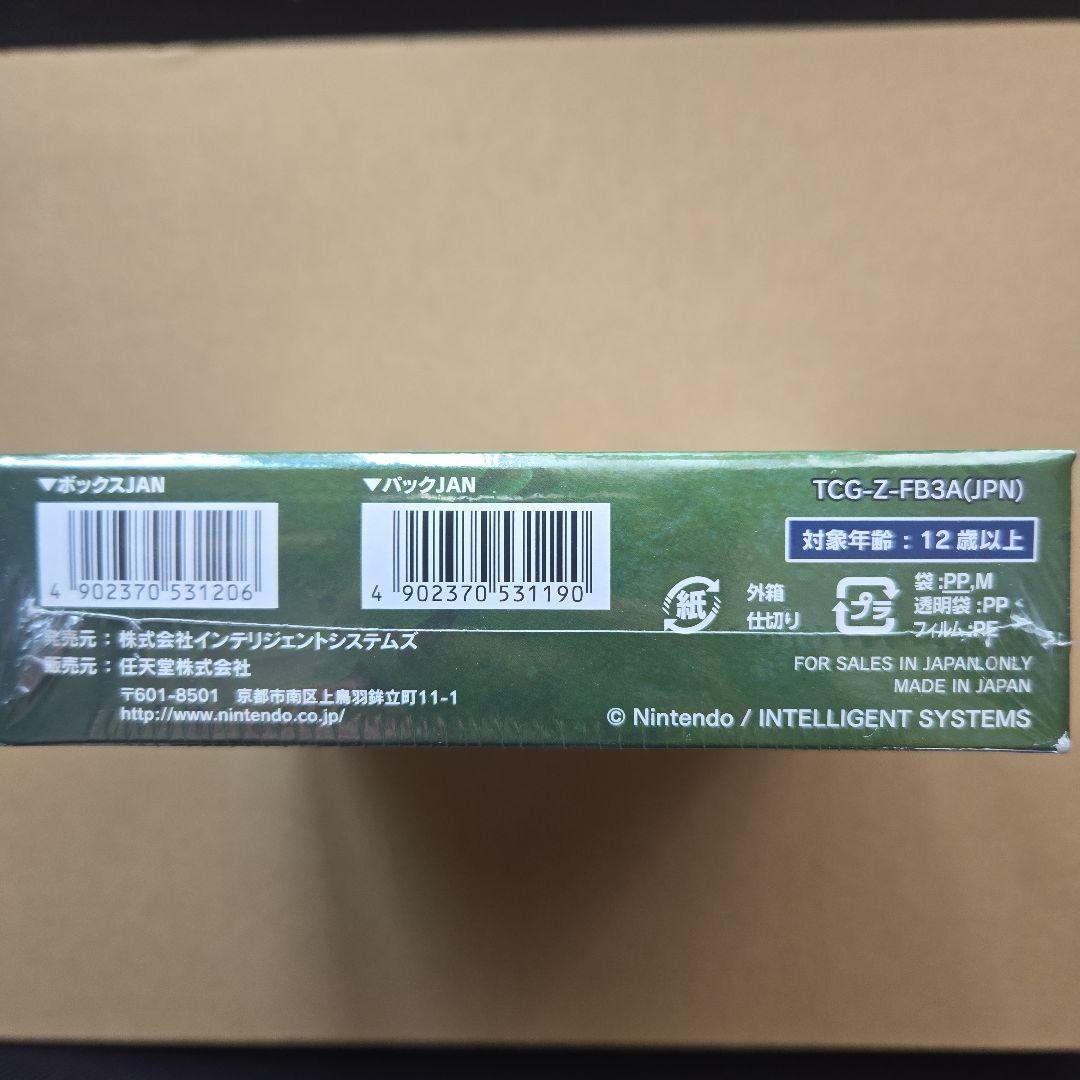 ▼ボックスJAN
4 902370 531206
▼パックJAN
4 902370 531190
TCG-Z-FB3A(JPN)
対象年齢：12歳以上
紙
外箱
仕切り
プラ
袋:PP,M
透明袋:PP
フィルム:PE
発売元：株式会社インテリジェントシステムズ
販売元：任天堂株式会社
〒601-8501 京都市南区上鳥羽鉾立町11-1
http://www.nintendo.co.jp/
FOR SALES IN JAPAN ONLY
MADE IN JAPAN
© Nintendo / INTELLIGENT SYSTEMS